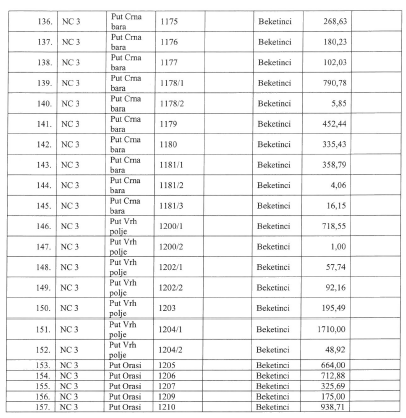 136. NC 3 Put Crna bara 1175 Beketinci 268,63
137. NC 3 Put Crna bara 1176 Beketinci 180,23
138. NC 3 Put Crna bara 1177 Beketinci 102,03
139. NC 3 Put Crna bara 1178/1 Beketinci 790,78
140. NC 3 Put Crna bara 1178/2 Beketinci 5,85
141. NC 3 Put Crna bara 1179 Beketinci 452,44
142. NC 3 Put Crna bara 1180 Beketinci 335,43
143. NC 3 Put Crna bara 1181/1 Beketinci 358,79
144. NC 3 Put Crna bara 1181/2 Beketinci 4,06
145. NC 3 Put Crna bara 1181/3 Beketinci 16,15
146. NC 3 Put Vrh polje 1200/1 Beketinci 718,55
147. NC 3 Put Vrh polje 1200/2 Beketinci 1,00
148. NC 3 Put Vrh polje 1202/1 Beketinci 57,74
149. NC 3 Put Vrh polje 1202/2 Beketinci 92,16
150. NC 3 Put Vrh polje 1203 Beketinci 195,49
151. NC 3 Put Vrh polje 1204/1 Beketinci 1710,00
152. NC 3 Put Vrh polje 1204/2 Beketinci 48,92
153. NC 3 Put Orasi 1205 Beketinci 664,00
154. NC 3 Put Orasi 1206 Beketinci 712,88
155. NC 3 Put Orasi 1207 Beketinci 325,69
156. NC 3 Put Orasi 1209 Beketinci 175,00
157. NC 3 Put Orasi 1210 Beketinci 938,71